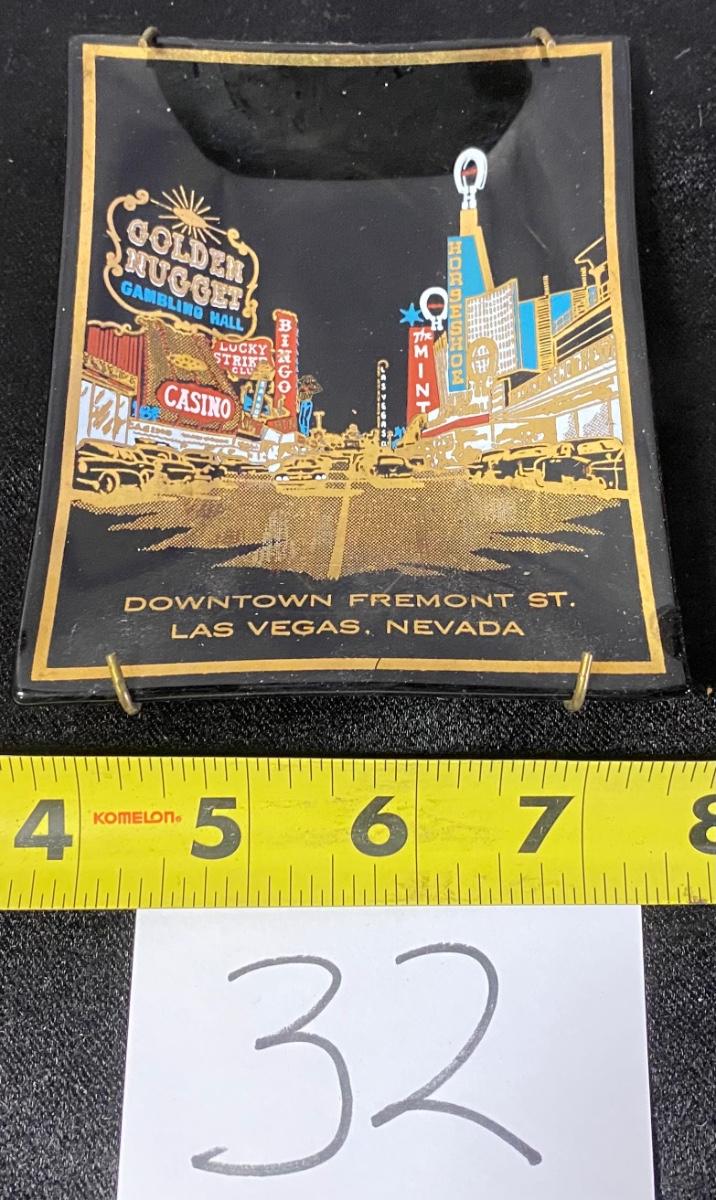 GOLDEN
NUGGET
GAMBLING HALL
LUCKY
STRIKE
CLUB
BINGO
CASINO
LAS VEGAS
The MINT
HORSESHOE
H
DOWNTOWN FREMONT ST.
LAS VEGAS, NEVADA
4 KOMELON® 5 6 7 8
32